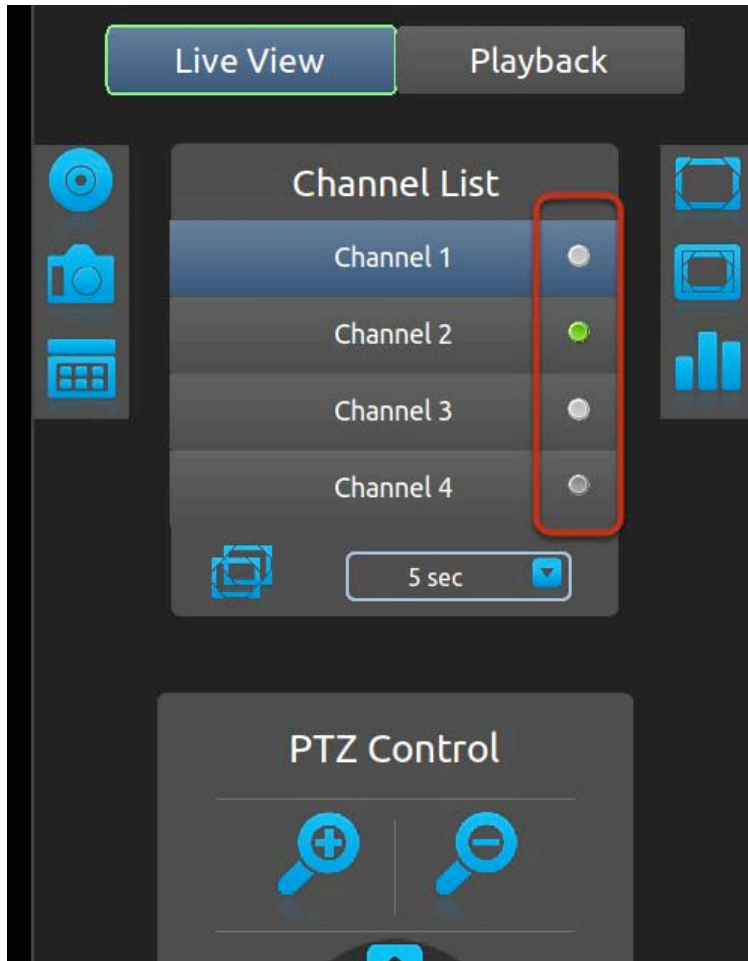 Live View
Playback
Channel List
Channel 1
Channel 2
Channel 3
Channel 4
5 sec
PTZ Control